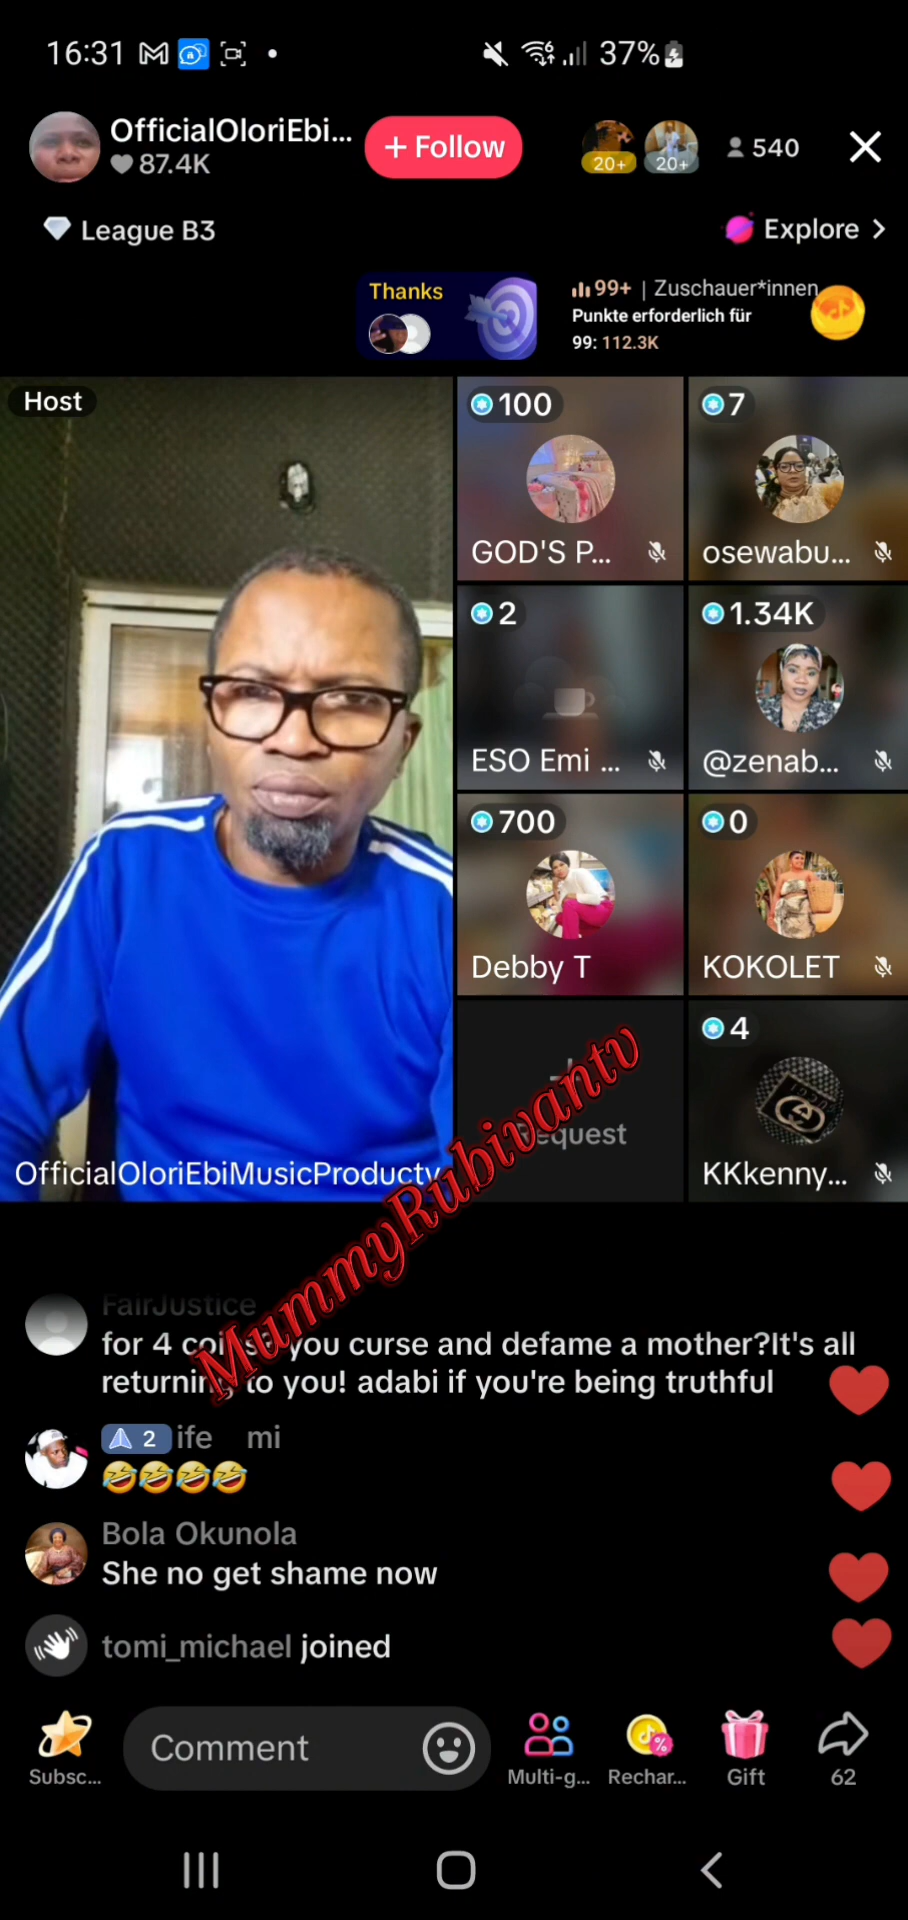 16:31
37%
OfficialOloriEbi...
87.4K
+ Follow
20+
20+
540
League B3
Explore >
Thanks
99+ | Zuschauer*innen
Punkte erforderlich für
99: 112.3K
Host
100
GOD'S P...
7
osewabu...
2
ESO Emi ...
1.34K
@zenab...
700
Debby T
0
KOKOLET
Request
4
KKkenny...
OfficialOloriEbiMusicProductv
MummyRubivantv
FairJustice
for 4 coins? you curse and defame a mother?It's all
returning to you! adabi if you're being truthful
2 ife mi
🤣🤣🤣🤣
Bola Okunola
She no get shame now
tomi_michael joined
Subsc...
Comment
Multi-g...
Rechar...
Gift
62